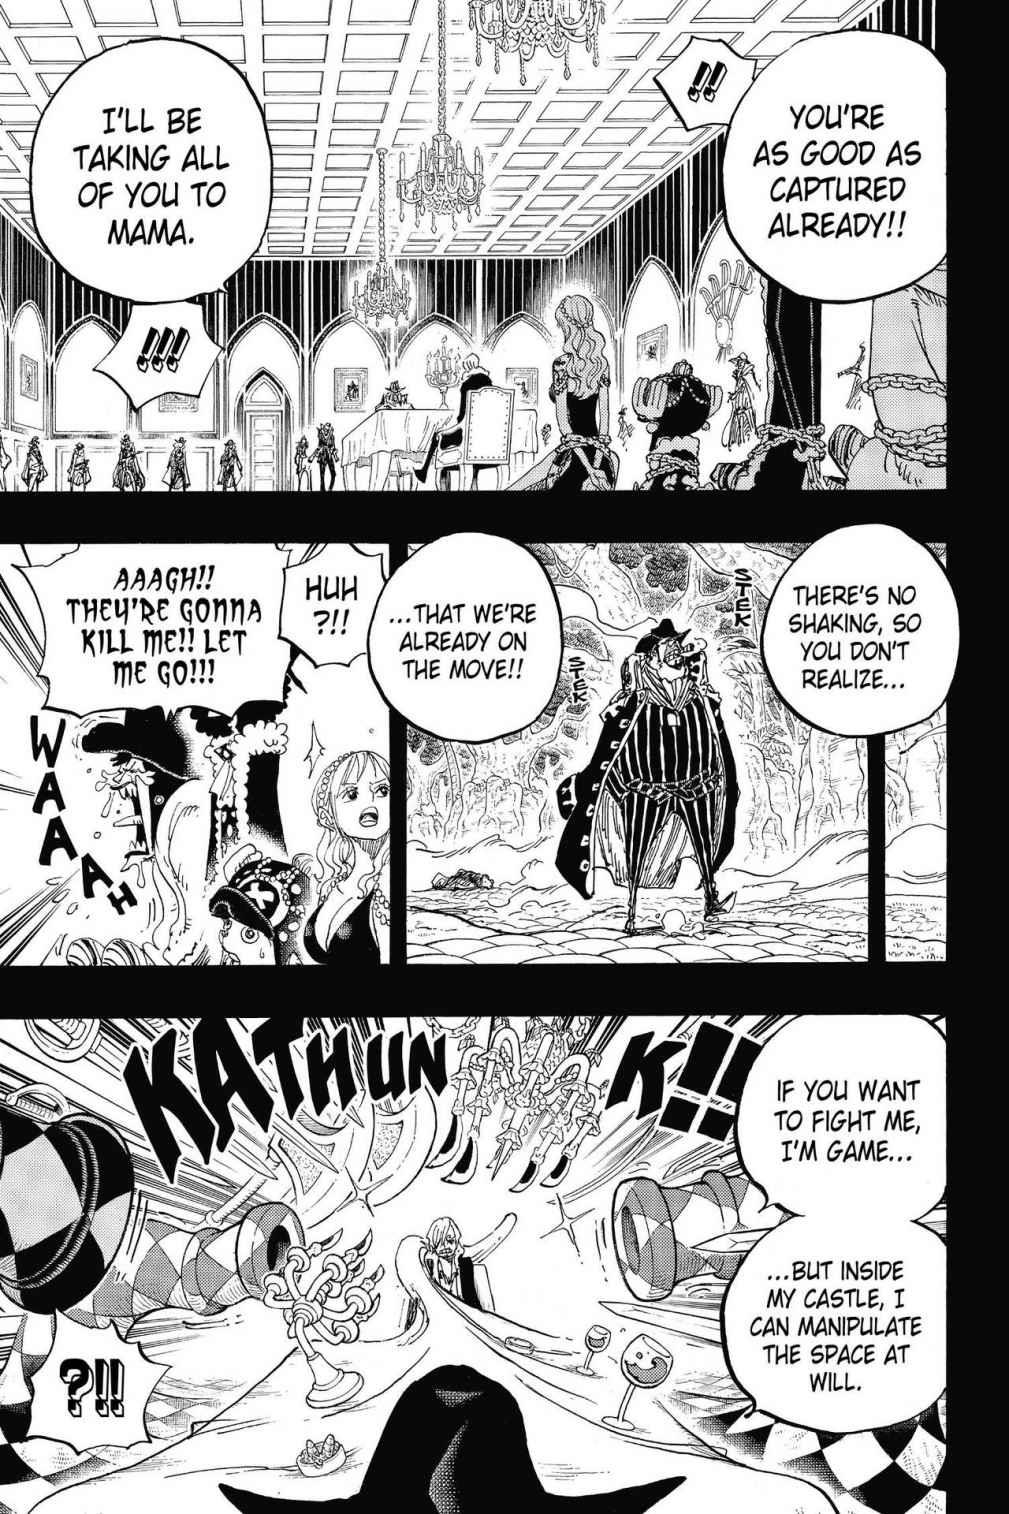 !!
YOU'RE
AS GOOD AS
CAPTURED
ALREADY!!
I'LL BE
TAKING ALL
OF YOU TO
MAMA.
!!!
THERE'S NO
SHAKING, SO
YOU DON'T
REALIZE...
STEK
STEK
...THAT WE'RE
ALREADY ON
THE MOVE!!
HUH
?!!
AAAGH!!
THEY'RE GONNA
KILL ME!! LET
ME GO!!!
WAAAAH
IF YOU WANT
TO FIGHT ME,
I'M GAME...
KATHUNK!!
...BUT INSIDE
MY CASTLE, I
CAN MANIPULATE
THE SPACE AT
WILL.
?!!